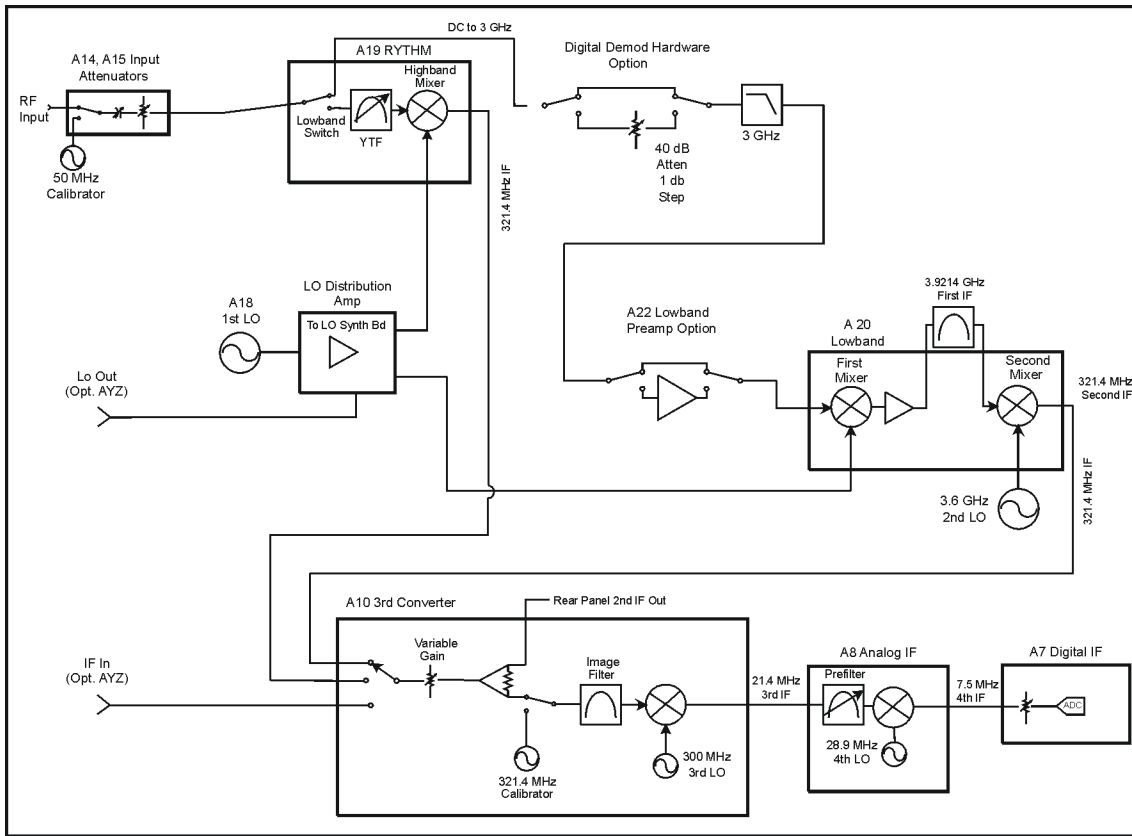 DC to 3 GHz
A14, A15 Input
Attenuators
RF
Input
50 MHz
Calibrator
A19 RYTHM
Highband
Mixer
Lowband
Switch
YTF
321.4 MHz IF
Digital Demod Hardware
Option
40 dB
Atten
1 db
Step
3 GHz
A18
1st LO
LO Distribution
Amp
To LO Synth Bd
Lo Out
(Opt. AYZ)
A22 Lowband
Preamp Option
3.9214 GHz
First IF
A 20
Lowband
First
Mixer
Second
Mixer
321.4 MHz
Second IF
3.6 GHz
2nd LO
321.4 MHz IF
A10 3rd Converter
Rear Panel 2nd IF Out
IF In
(Opt. AYZ)
Variable
Gain
Image
Filter
321.4 MHz
Calibrator
300 MHz
3rd LO
21.4 MHz
3rd IF
A8 Analog IF
Prefilter
28.9 MHz
4th LO
7.5 MHz
4th IF
A7 Digital IF
ADC